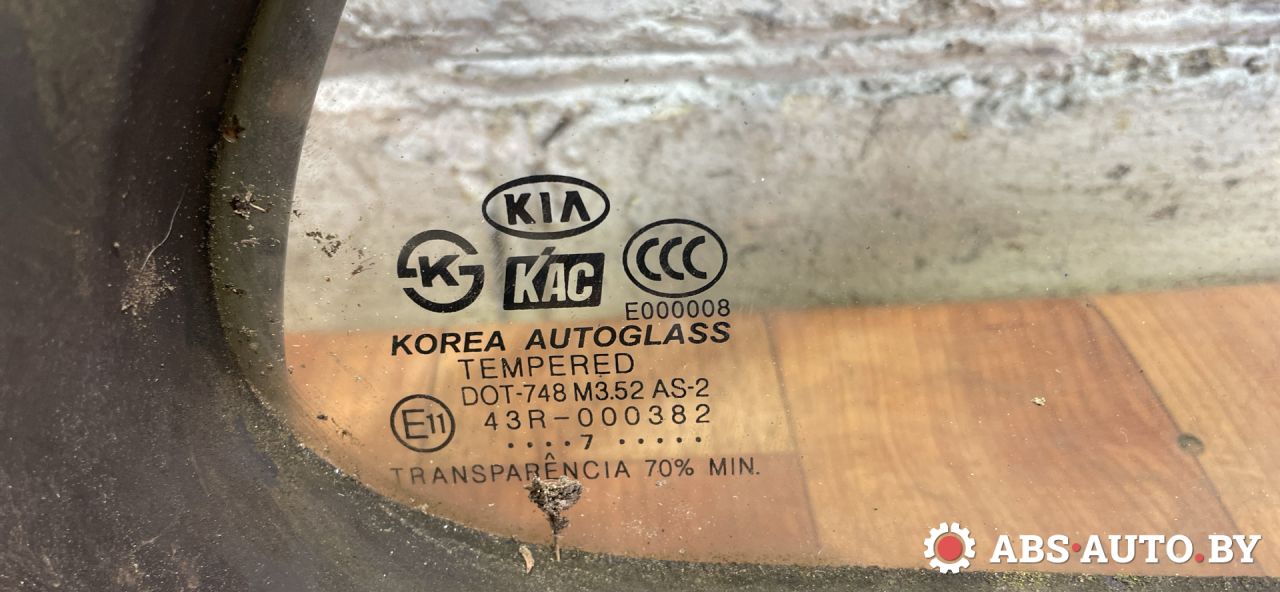 KIA
K
KAC
CCC
E000008
KOREA AUTOGLASS
TEMPERED
DOT-748 M3.52 AS-2
E11
43R-000382
····7 ·····
TRANSPARÊNCIA 70% MIN.
ABS·AUTO.BY